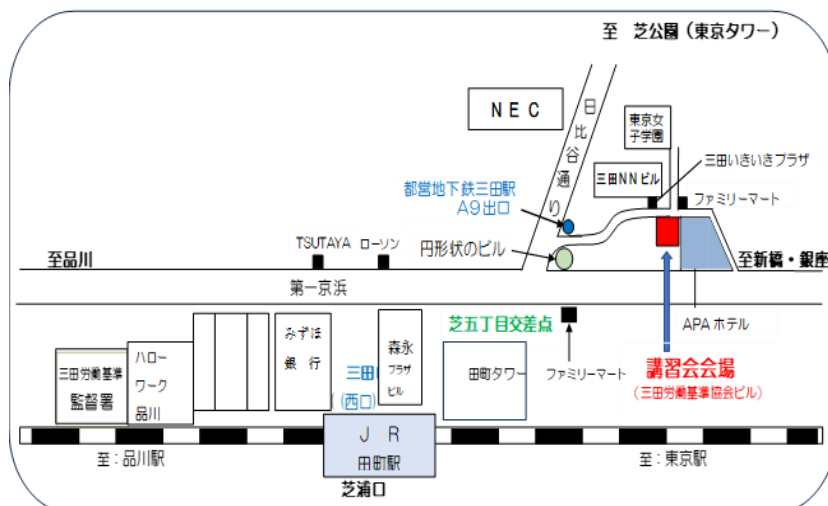 至　芝公園（東京タワー）
ＮＥＣ
日比谷通り
東京女
子学園
三田いきいきプラザ
三田NNビル
ファミリーマート
都営地下鉄三田駅
A９出口
TSUTAYA
ローソン
円形状のビル
至品川
至新橋・銀座
第一京浜
芝五丁目交差点
APAホテル
みずほ
銀　行
森永
プラザ
ビル
三田
（西口）
田町タワー
ファミリーマート
講習会会場
（三田労働基準協会ビル）
三田労働基準
監督署
ハロー
ワーク
品川
Ｊ　Ｒ
田町駅
至：品川駅
至：東京駅
芝浦口